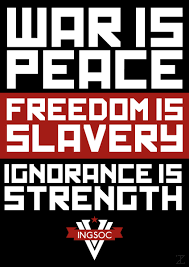 WAR IS
PEACE
FREEDOM IS
SLAVERY
IGNORANCE IS
STRENGTH
INGSOC